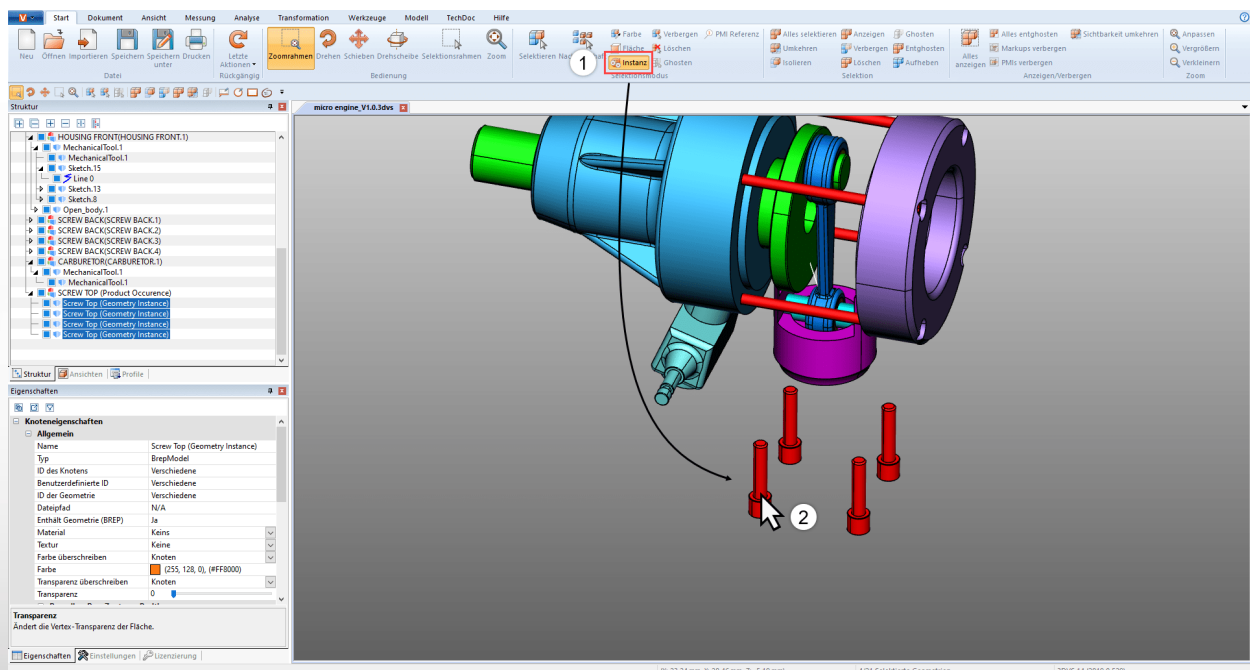 Start Dokument Ansicht Messung Analyse Transformation Werkzeuge Modell TechDoc Hilfe
Neu Öffnen Importieren Speichern Speichern unter Drucken
Letzte Aktionen
Zoomrahmen Drehen Schieben Drehscheibe Selektionsrahmen Zoom
Selektieren
Farbe Verbergen PMI Referenz
Fläche Löschen
Instanz Ghosten
Alles selektieren Anzeigen Ghosten
Umkehren Verbergen Entghosten
Isolieren Löschen Aufheben
Alles anzeigen
Alles entghosten Sichtbarkeit umkehren
Markups verbergen
PMIs verbergen
Anpassen
Vergrößern
Verkleinern
Datei Rückgängig Bedienung Selektionsmodus Selektion Anzeigen/Verbergen Zoom
1
Struktur
micro engine_V1.0.3dvs
HOUSING FRONT(HOUSING FRONT.1)
MechanicalTool.1
MechanicalTool.1
Sketch.15
Line 0
Sketch.13
Sketch.8
Open_body.1
SCREW BACK(SCREW BACK.1)
SCREW BACK(SCREW BACK.2)
SCREW BACK(SCREW BACK.3)
SCREW BACK(SCREW BACK.4)
CARBURETOR(CARBURETOR.1)
MechanicalTool.1
MechanicalTool.1
SCREW TOP (Product Occurence)
Screw Top (Geometry Instance)
Screw Top (Geometry Instance)
Screw Top (Geometry Instance)
Screw Top (Geometry Instance)
Struktur Ansichten Profile
Eigenschaften
Knoteneigenschaften
Allgemein
Name Screw Top (Geometry Instance)
Typ BrepModel
ID des Knotens Verschiedene
Benutzerdefinierte ID Verschiedene
ID der Geometrie Verschiedene
Dateipfad N/A
Enthält Geometrie (BREP) Ja
Material Keins
Textur Keine
Farbe überschreiben Knoten
Farbe (255, 128, 0), (#FF8000)
Transparenz überschreiben Knoten
Transparenz 0
Transparenz
Ändert die Vertex-Transparenz der Fläche.
Eigenschaften Einstellungen Lizenzierung
2